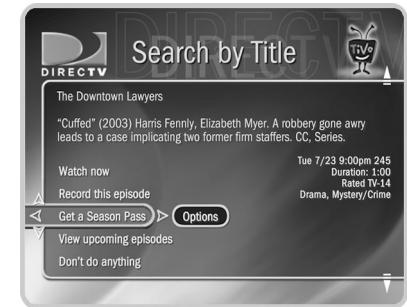 DIRECTV
DIRECTV
Search by Title
TiVo
The Downtown Lawyers
“Cuffed” (2003) Harris Fennly, Elizabeth Myer. A robbery gone awry
leads to a case implicating two former firm staffers. CC, Series.
Tue 7/23 9:00pm 245
Duration: 1:00
Rated TV-14
Drama, Mystery/Crime
Watch now
Record this episode
Get a Season Pass
Options
View upcoming episodes
Don't do anything